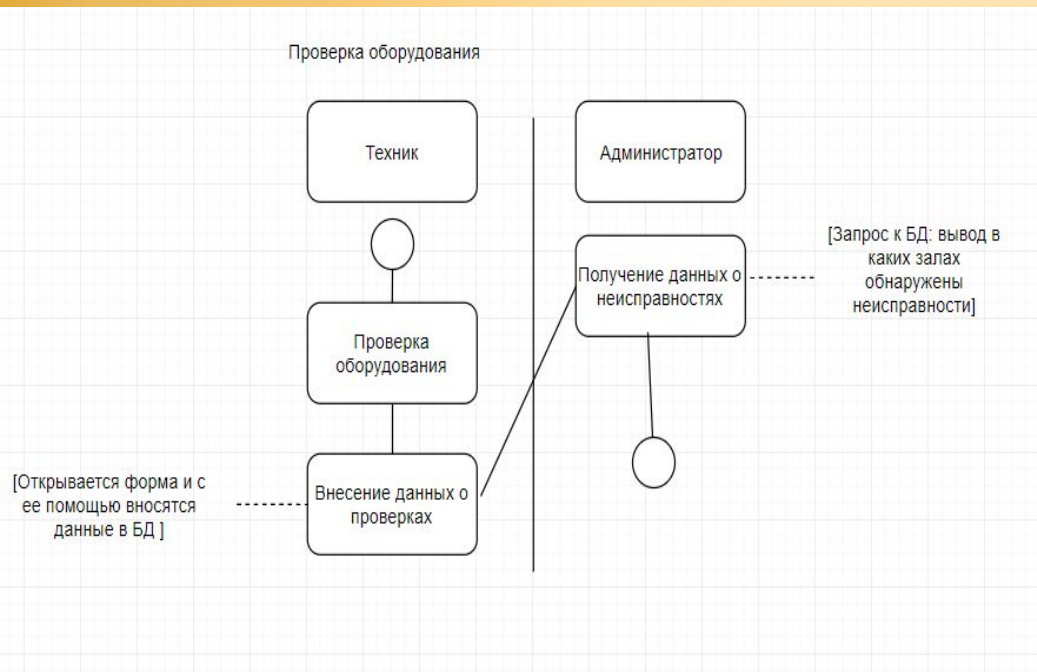 Проверка оборудования
Техник
Администратор
[Запрос к БД: вывод в
каких залах
обнаружены
неисправности]
Получение данных о
неисправностях
Проверка
оборудования
[Открывается форма и с
ее помощью вносятся
данные в БД ]
Внесение данных о
проверках